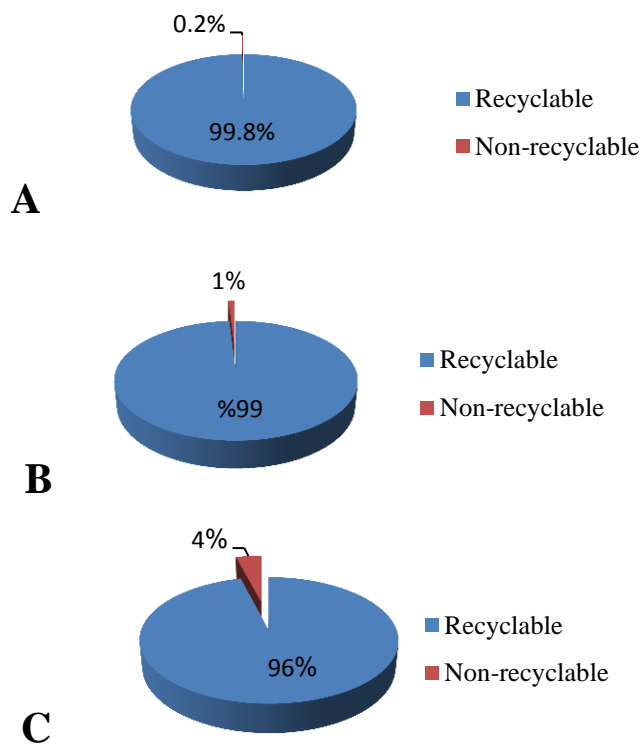 0.2%
99.8%
Recyclable
Non-recyclable
A
1%
%99
Recyclable
Non-recyclable
B
4%
96%
Recyclable
Non-recyclable
C